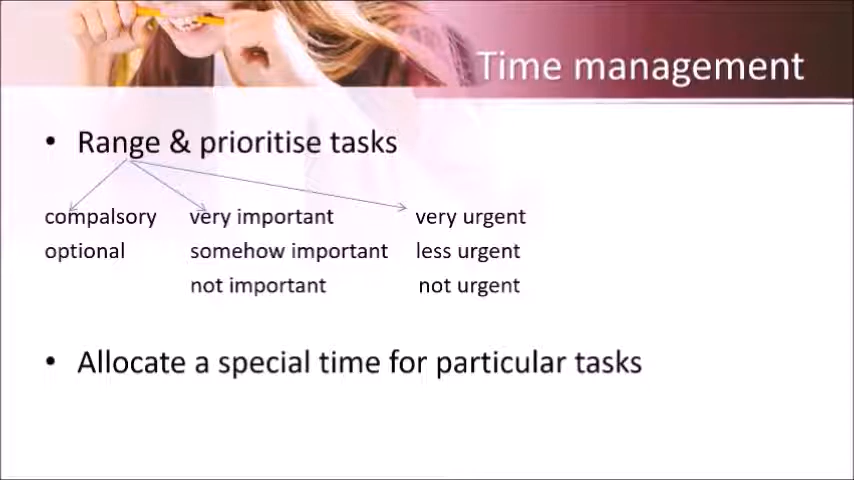 Time management
• Range & prioritise tasks
compalsory very important very urgent
optional somehow important less urgent
not important not urgent
• Allocate a special time for particular tasks